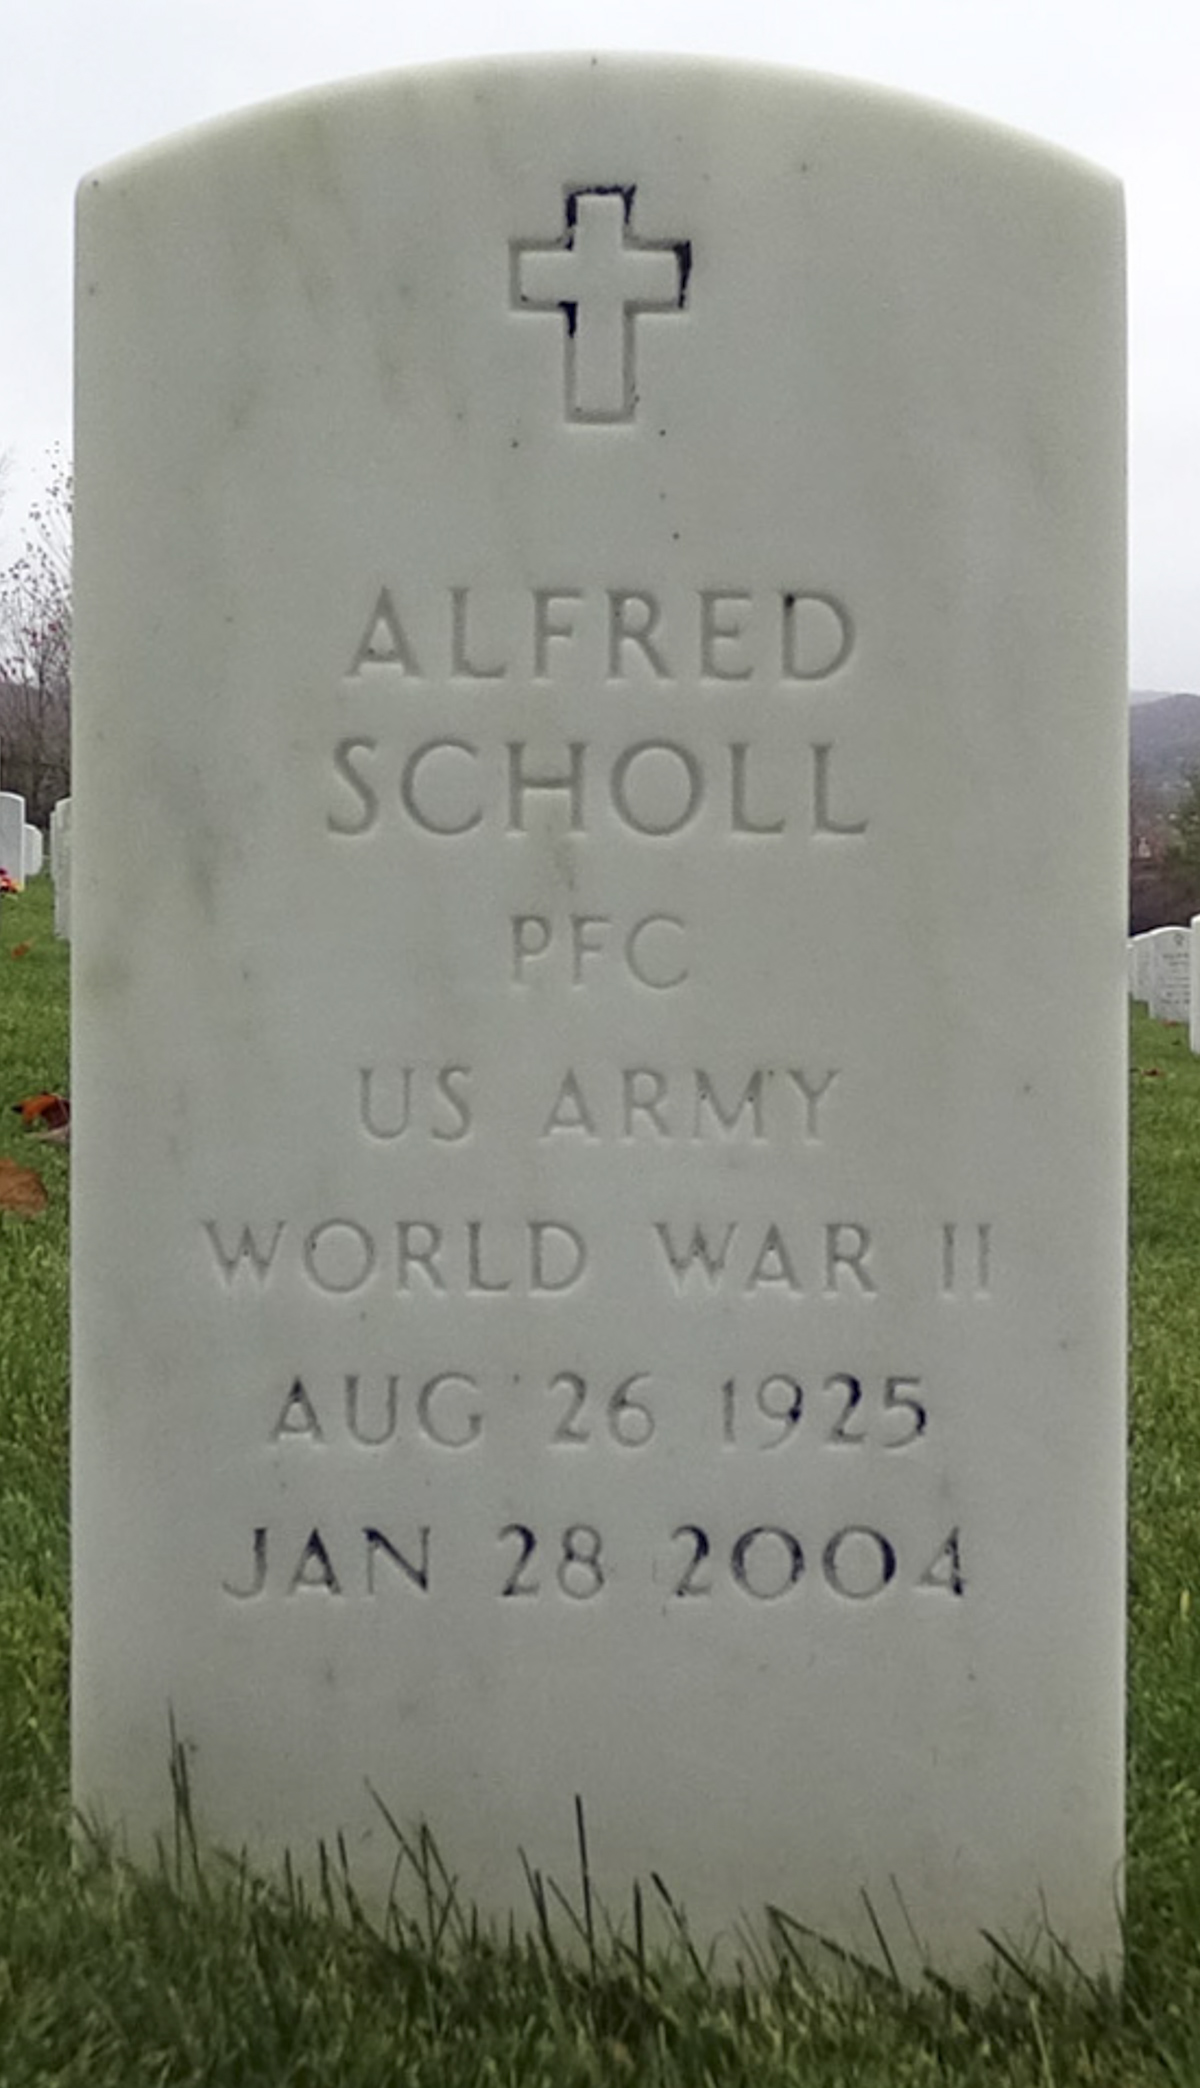 ALFRED
SCHOLL
PFC
US ARMY
WORLD WAR II
AUG 26 1925
JAN 28 2004